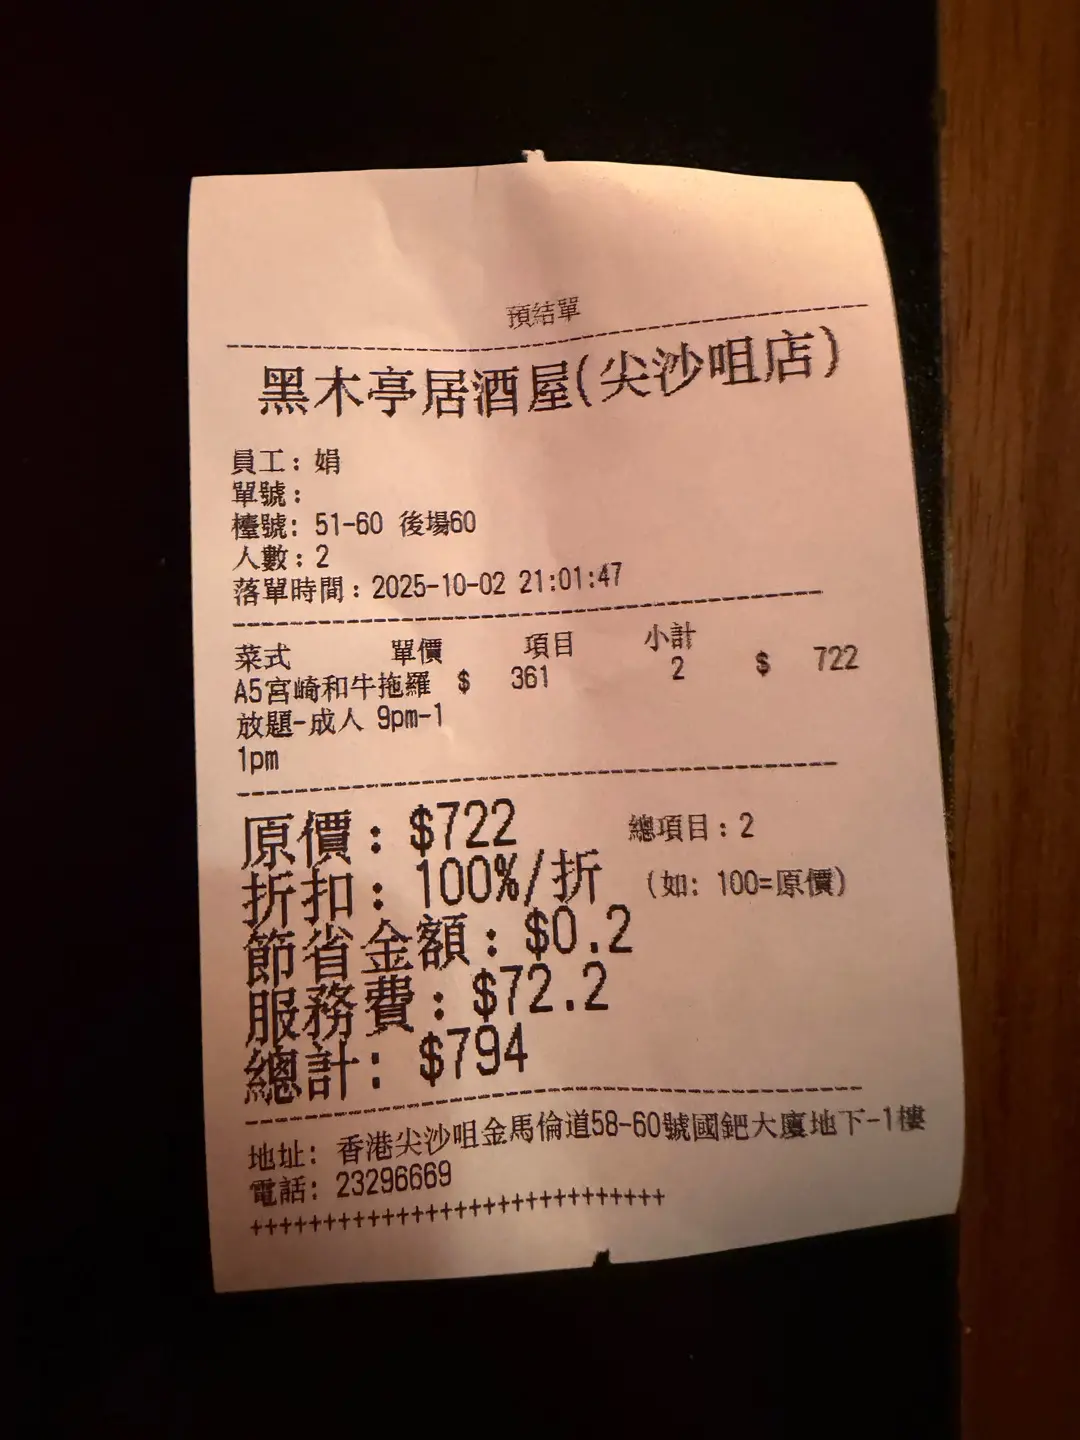 預結單
黑木亭居酒屋(尖沙咀店)
員工：娟
單號：
檯號: 51-60 後場60
人數：2
落單時間：2025-10-02 21:01:47
菜式 單價 項目 小計
A5宮崎和牛拖羅 $ 361 2 $ 722
放題-成人 9pm-1
1pm
原價：$722 總項目：2
折扣：100%/折 (如: 100=原價)
節省金額：$0.2
服務費：$72.2
總計：$794
地址: 香港尖沙咀金馬倫道58-60號國鈀大廈地下-1樓
電話: 23296669
+++++++++++++++++++++++++++++